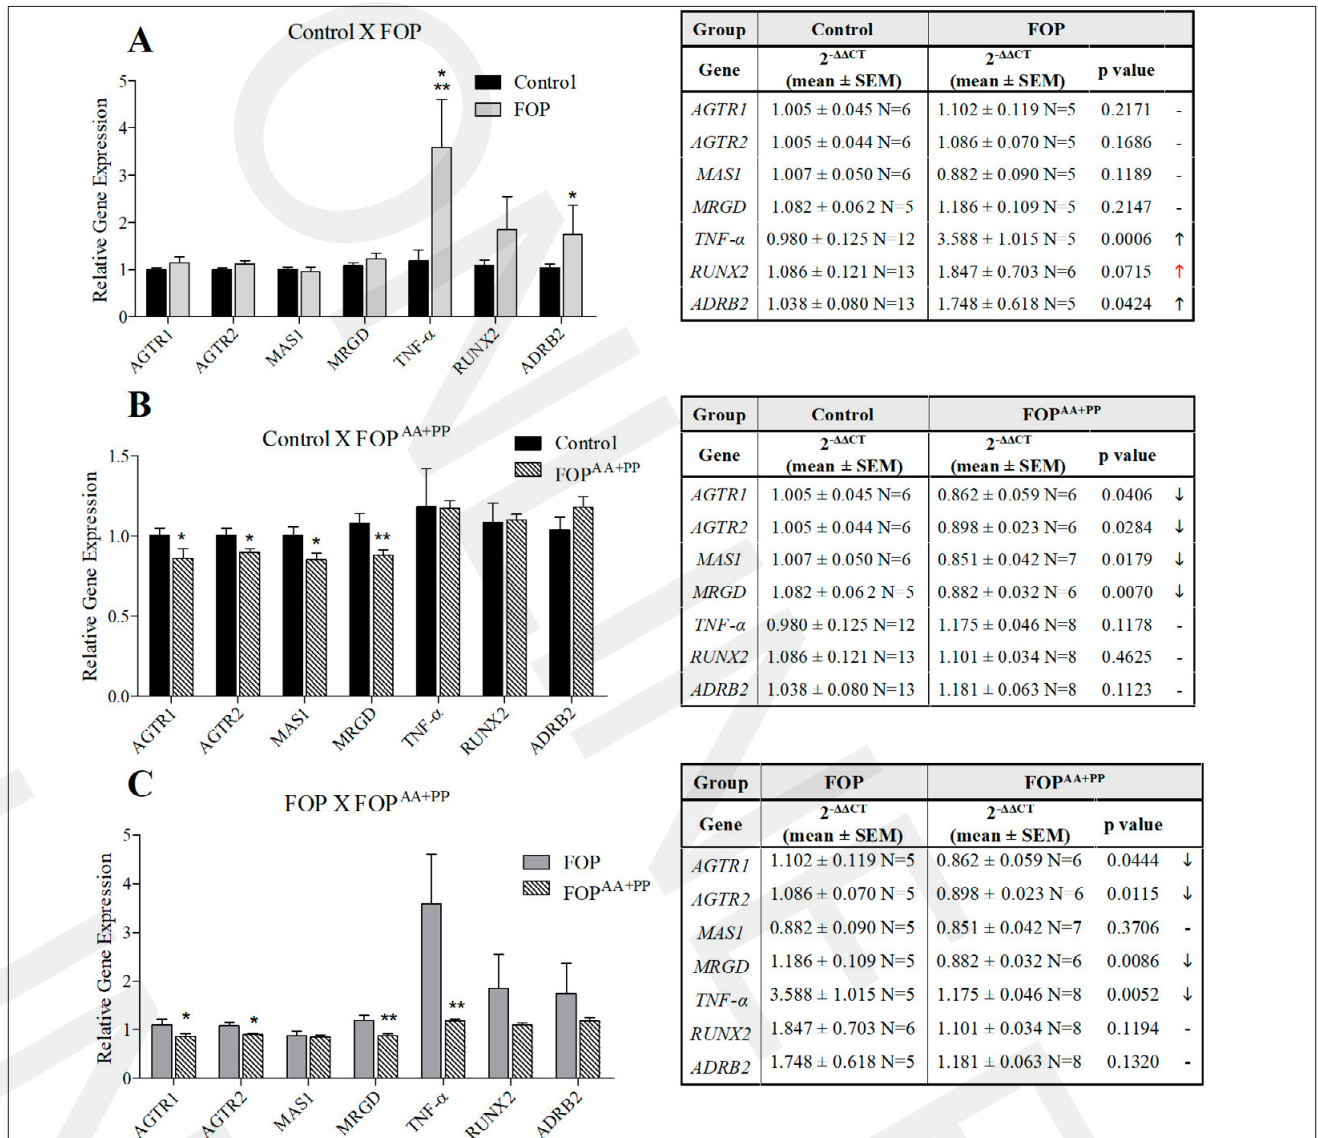 A
Control X FOP
Relative Gene Expression
5
4
3
2
1
0
*
**
*
Control
FOP
AGTR1
AGTR2
MAS1
MRGD
TNF-α
RUNX2
ADRB2
Group Control FOP
Gene 2-ΔΔCT (mean ± SEM) 2-ΔΔCT (mean ± SEM) p value
AGTR1 1.005 ± 0.045 N=6 1.102 ± 0.119 N=5 0.2171 -
AGTR2 1.005 ± 0.044 N=6 1.086 ± 0.070 N=5 0.1686 -
MAS1 1.007 ± 0.050 N=6 0.882 ± 0.090 N=5 0.1189 -
MRGD 1.082 ± 0.062 N=5 1.186 ± 0.109 N=5 0.2147 -
TNF-α 0.980 ± 0.125 N=12 3.588 ± 1.015 N=5 0.0006 ↑
RUNX2 1.086 ± 0.121 N=13 1.847 ± 0.703 N=6 0.0715 ↑
ADRB2 1.038 ± 0.080 N=13 1.748 ± 0.618 N=5 0.0424 ↑
B
Control X FOP AA+PP
Relative Gene Expression
1.5
1.0
0.5
0.0
*
*
*
**
Control
FOP AA+PP
AGTR1
AGTR2
MAS1
MRGD
TNF-α
RUNX2
ADRB2
Group Control FOPAA+PP
Gene 2-ΔΔCT (mean ± SEM) 2-ΔΔCT (mean ± SEM) p value
AGTR1 1.005 ± 0.045 N=6 0.862 ± 0.059 N=6 0.0406 ↓
AGTR2 1.005 ± 0.044 N=6 0.898 ± 0.023 N=6 0.0284 ↓
MAS1 1.007 ± 0.050 N=6 0.851 ± 0.042 N=7 0.0179 ↓
MRGD 1.082 ± 0.062 N=5 0.882 ± 0.032 N=6 0.0070 ↓
TNF-α 0.980 ± 0.125 N=12 1.175 ± 0.046 N=8 0.1178 -
RUNX2 1.086 ± 0.121 N=13 1.101 ± 0.034 N=8 0.4625 -
ADRB2 1.038 ± 0.080 N=13 1.181 ± 0.063 N=8 0.1123 -
C
FOP X FOP AA+PP
Relative Gene Expression
5
4
3
2
1
0
*
*
**
**
FOP
FOP AA+PP
AGTR1
AGTR2
MAS1
MRGD
TNF-α
RUNX2
ADRB2
Group FOP FOPAA+PP
Gene 2-ΔΔCT (mean ± SEM) 2-ΔΔCT (mean ± SEM) p value
AGTR1 1.102 ± 0.119 N=5 0.862 ± 0.059 N=6 0.0444 ↓
AGTR2 1.086 ± 0.070 N=5 0.898 ± 0.023 N=6 0.0115 ↓
MAS1 0.882 ± 0.090 N=5 0.851 ± 0.042 N=7 0.3706 -
MRGD 1.186 ± 0.109 N=5 0.882 ± 0.032 N=6 0.0086 ↓
TNF-α 3.588 ± 1.015 N=5 1.175 ± 0.046 N=8 0.0052 ↓
RUNX2 1.847 ± 0.703 N=6 1.101 ± 0.034 N=8 0.1194 -
ADRB2 1.748 ± 0.618 N=5 1.181 ± 0.063 N=8 0.1320 -